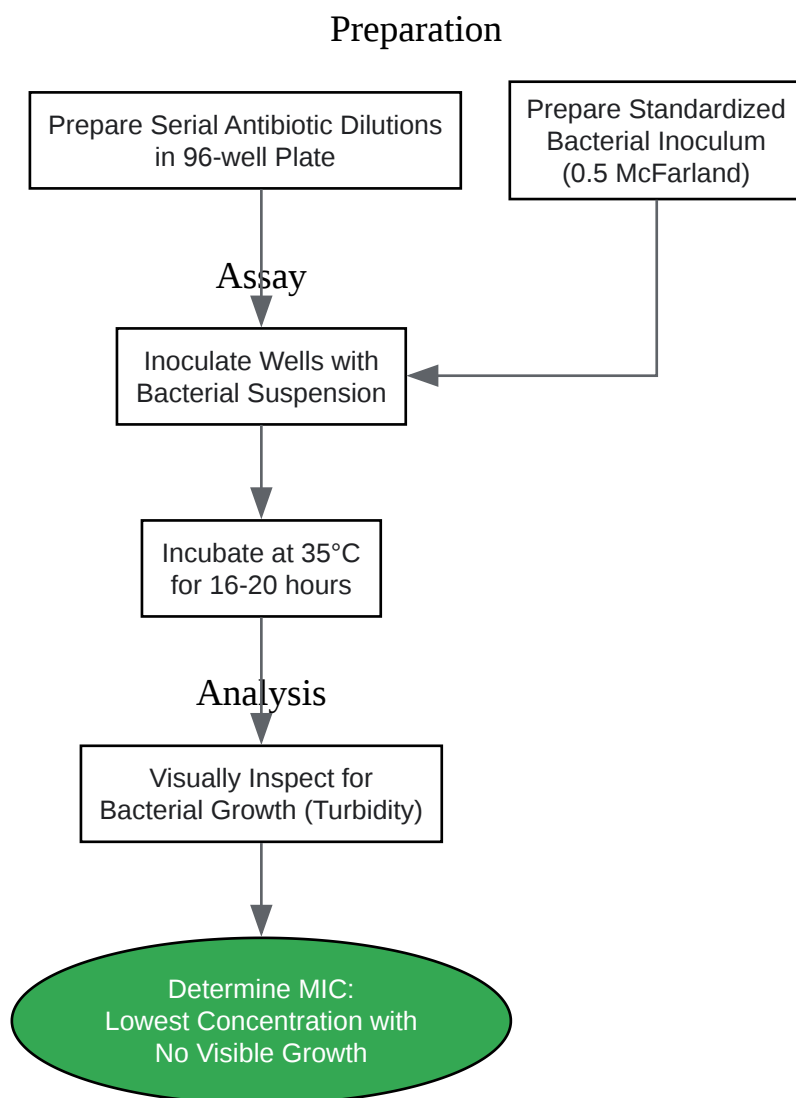 Preparation
Prepare Serial Antibiotic Dilutions
in 96-well Plate
Prepare Standardized
Bacterial Inoculum
(0.5 McFarland)
Assay
Inoculate Wells with
Bacterial Suspension
Incubate at 35°C
for 16-20 hours
Analysis
Visually Inspect for
Bacterial Growth (Turbidity)
Determine MIC:
Lowest Concentration with
No Visible Growth